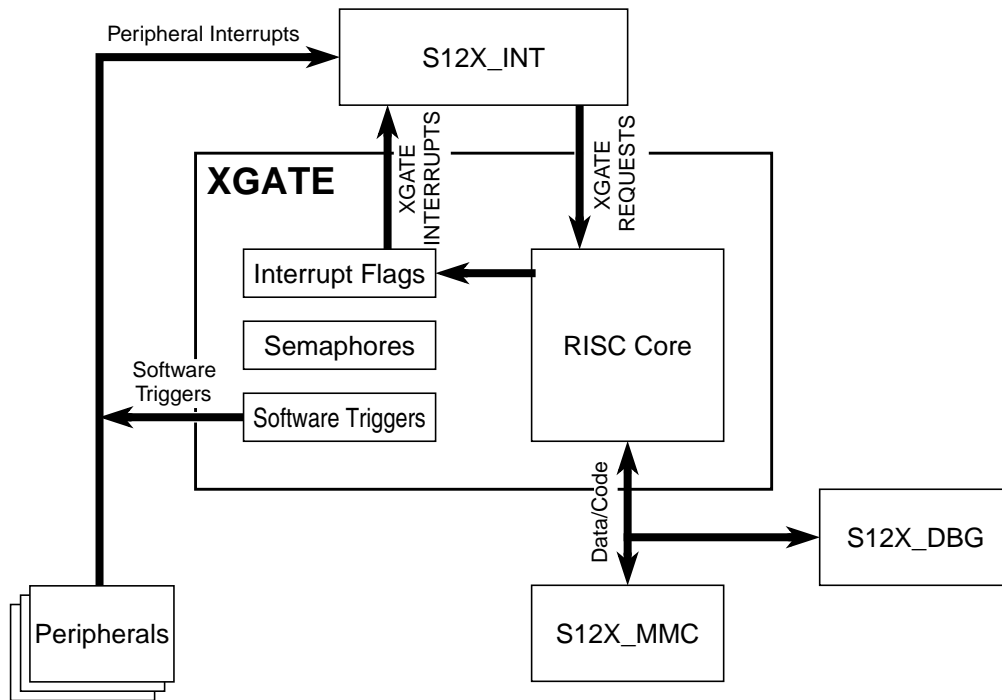 Peripheral Interrupts
S12X_INT
XGATE
INTERRUPTS
XGATE
REQUESTS
XGATE
Interrupt Flags
Semaphores
RISC Core
Software
Triggers
Software Triggers
Data/Code
S12X_DBG
Peripherals
S12X_MMC